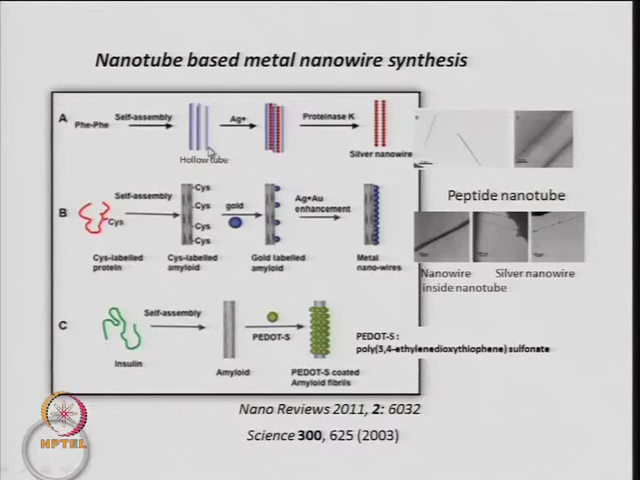 Nanotube based metal nanowire synthesis
A
Phe-Phe
Self-assembly
Hollow tube
Ag+
Proteinase K
Silver nanowire
Peptide nanotube
B
Cys
Cys-labelled
protein
Self-assembly
Cys
Cys
Cys
Cys
Cys-labelled
amyloid
gold
Gold labelled
amyloid
Ag+Au
enhancement
Metal
nano-wires
Nanowire
inside nanotube
Silver nanowire
C
Insulin
Self-assembly
Amyloid
PEDOT-S
PEDOT-S coated
Amyloid fibrils
PEDOT-S :
poly(3,4-ethylenedioxythiophene) sulfonate
Nano Reviews 2011, 2: 6032
Science 300, 625 (2003)
NPTEL